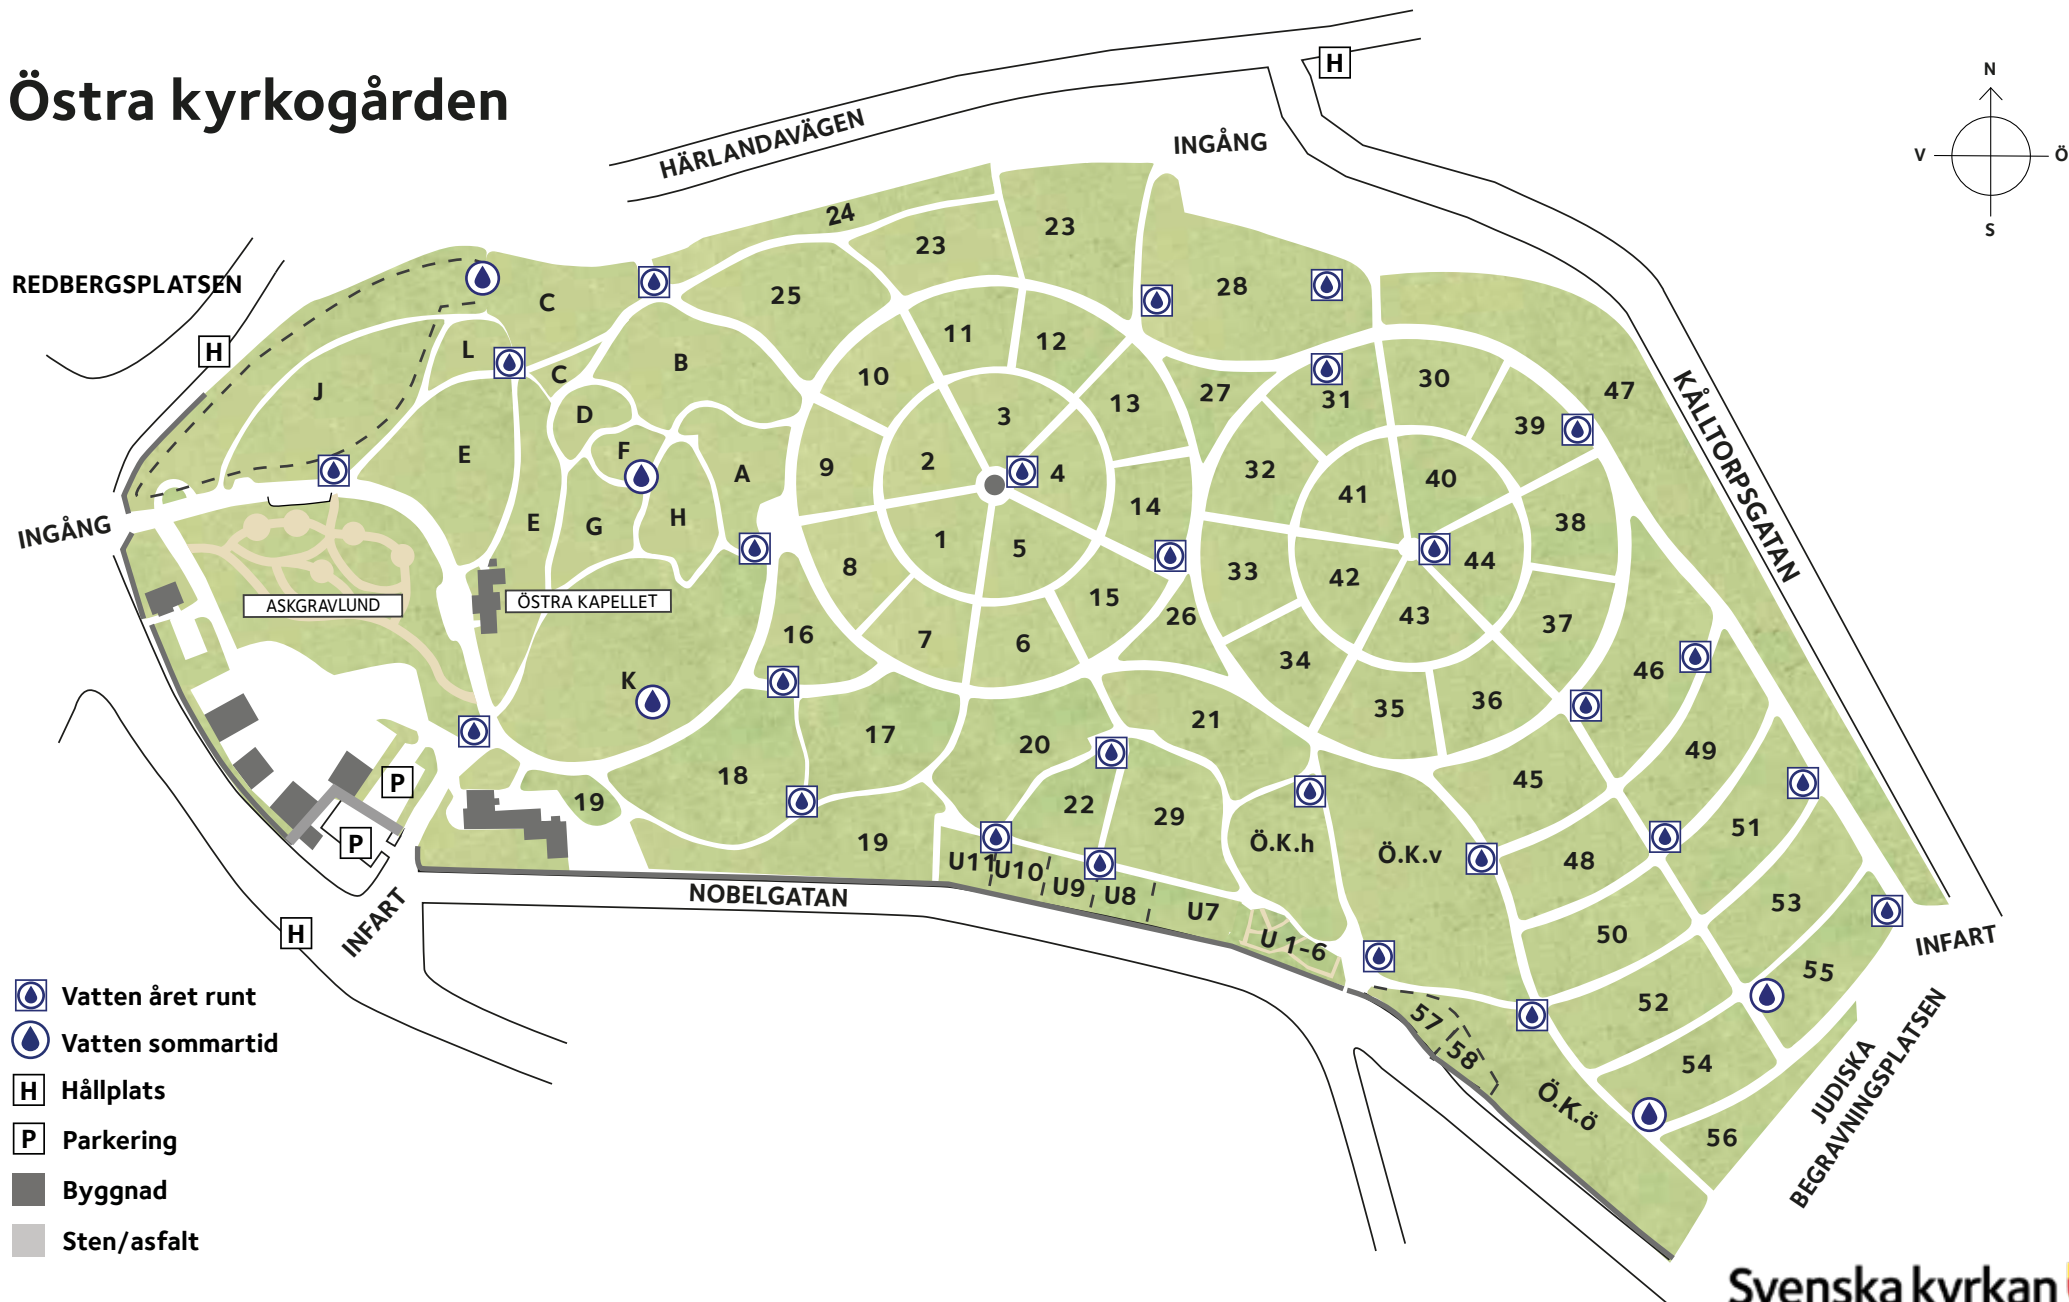 Östra kyrkogården
HÄRLANDAVÄGEN
H
INGÅNG
N
V
Ö
S
REDBERGSPLATSEN
H
24
23
23
28
25
C
L
C
B
J
D
E
F
A
E
G
H
K
11
12
10
3
13
27
31
30
39
47
KÅLLTORPSGATAN
9
2
4
14
32
41
40
38
1
5
8
15
26
33
42
44
43
37
16
7
6
34
35
36
46
INGÅNG
ASKGRAVLUND
ÖSTRA KAPELLET
17
20
21
18
19
22
29
45
49
51
P
P
19
Ö.K.h
Ö.K.v
48
53
U11
U10
U9
U8
U7
U 1-6
50
55
52
54
57
58
Ö.K.ö
56
NOBELGATAN
INFART
H
INFART
JUDISKA
BEGRAVNINGSPLATSEN
Vatten året runt
Vatten sommartid
H Hållplats
P Parkering
Byggnad
Sten/asfalt
Svenska kyrkan